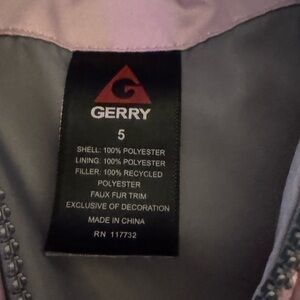 GERRY
5
SHELL: 100% POLYESTER
LINING: 100% POLYESTER
FILLER: 100% RECYCLED
POLYESTER
FAUX FUR TRIM
EXCLUSIVE OF DECORATION
MADE IN CHINA
RN 117732